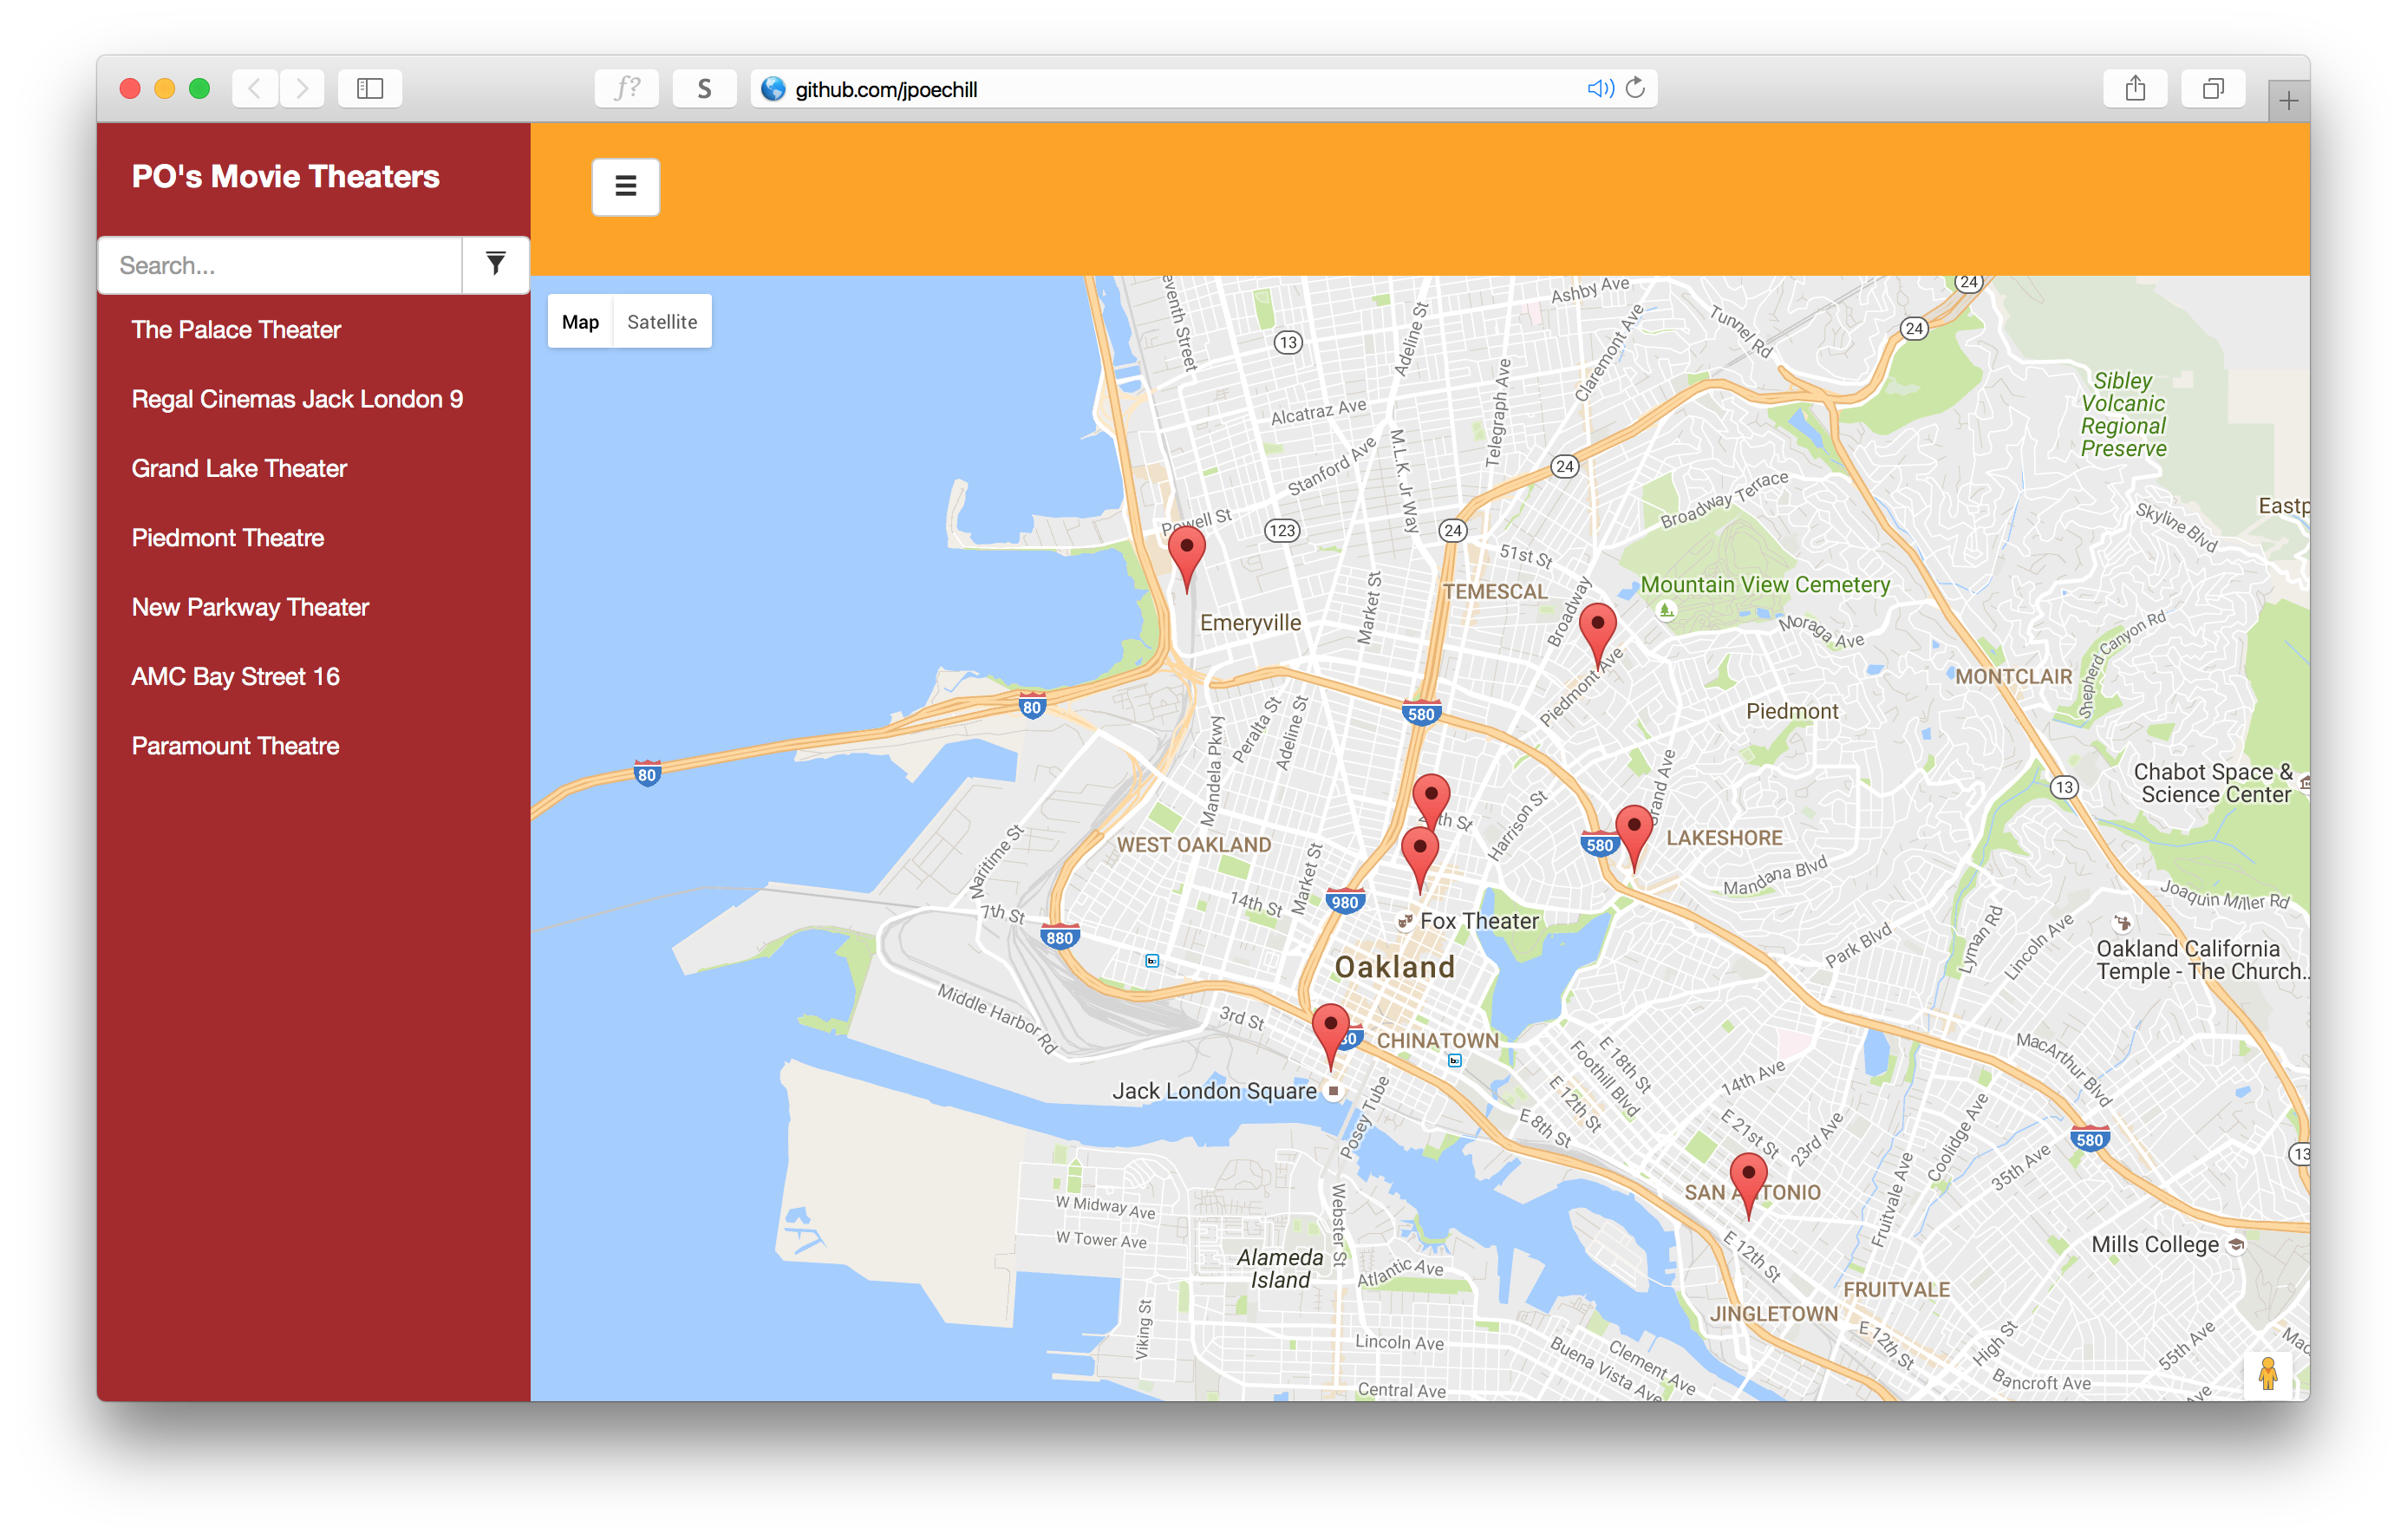 f?
S
github.com/jpoechill
PO's Movie Theaters
Search...
The Palace Theater
Regal Cinemas Jack London 9
Grand Lake Theater
Piedmont Theatre
New Parkway Theater
AMC Bay Street 16
Paramount Theatre
Map
Satellite
Ashby Ave
24
Tunnel Rd
24
13
Adeline St
Claremont Ave
Telegraph Ave
Alcatraz Ave
Sibley
Volcanic
Regional
Preserve
Stanford Ave
M.L.K. Jr Way
24
Broadway Terrace
Powell St
123
24
51st St
Skyline Blvd
TEMESCAL
Market St
Broadway
Mountain View Cemetery
Emeryville
Moraga Ave
Shepherd Canyon Rd
MONTCLAIR
Piedmont Ave
Piedmont
80
580
Peralta St
Adeline St
Mandela Pkwy
80
Chabot Space &
Science Center
13
Harrison St
WEST OAKLAND
580
LAKESHORE
Maritime St
Market St
Mandana Blvd
7th St
14th St
980
Joaquin Miller Rd
Fox Theater
880
Park Blvd
Lyman Rd
Lincoln Ave
Oakland California
Temple - The Church...
Oakland
Middle Harbor Rd
3rd St
CHINATOWN
MacArthur Blvd
E 18th St
Foothill Blvd
14th Ave
Jack London Square
E 12th St
Posey Tube
E 8th St
E 21st St
23rd Ave
Coolidge Ave
580
35th Ave
Fruitvale Ave
W Midway Ave
W Tower Ave
Webster St
Alameda
Island
Atlantic Ave
E 12th St
Mills College
FRUITVALE
JINGLETOWN
Viking St
Lincoln Ave
Buena Vista Ave
Clement Ave
E 12th St
High St
55th Ave
Central Ave
Bancroft Ave